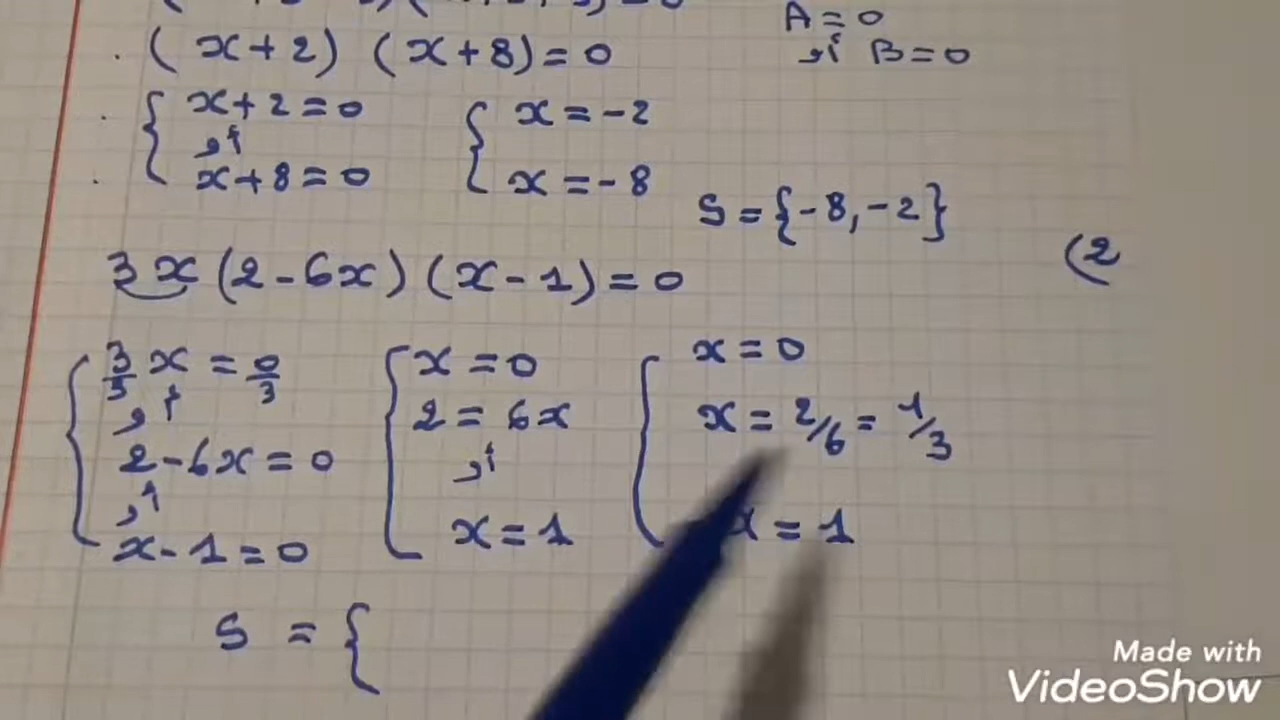 A = 0
(x + 2) (x + 8) = 0
أو B = 0
{ x + 2 = 0 { x = -2
أو
x + 8 = 0 x = -8
S = {-8, -2}
(2
3x (2 - 6x) (x - 1) = 0
{ 3/3 x = 0/3 { x = 0 { x = 0
أو 2 = 6x x = 2/6 = 1/3
2 - 6x = 0 أو
أو
x - 1 = 0 x = 1 x = 1
S = {
Made with
VideoShow